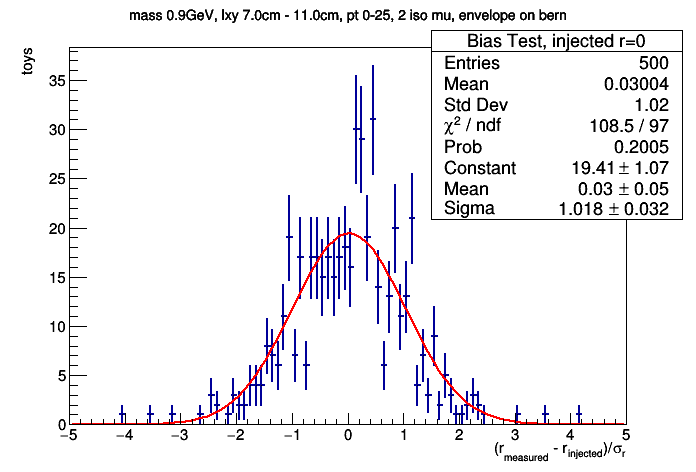 mass 0.9GeV, lxy 7.0cm - 11.0cm, pt 0-25, 2 iso mu, envelope on bern
toys
Bias Test, injected r=0
Entries 500
Mean 0.03004
Std Dev 1.02
χ² / ndf 108.5 / 97
Prob 0.2005
Constant 19.41 ± 1.07
Mean 0.03 ± 0.05
Sigma 1.018 ± 0.032
35
30
25
20
15
10
5
0
−5 −4 −3 −2 −1 0 1 2 3 4 5
(r_measured - r_injected)/σ_r